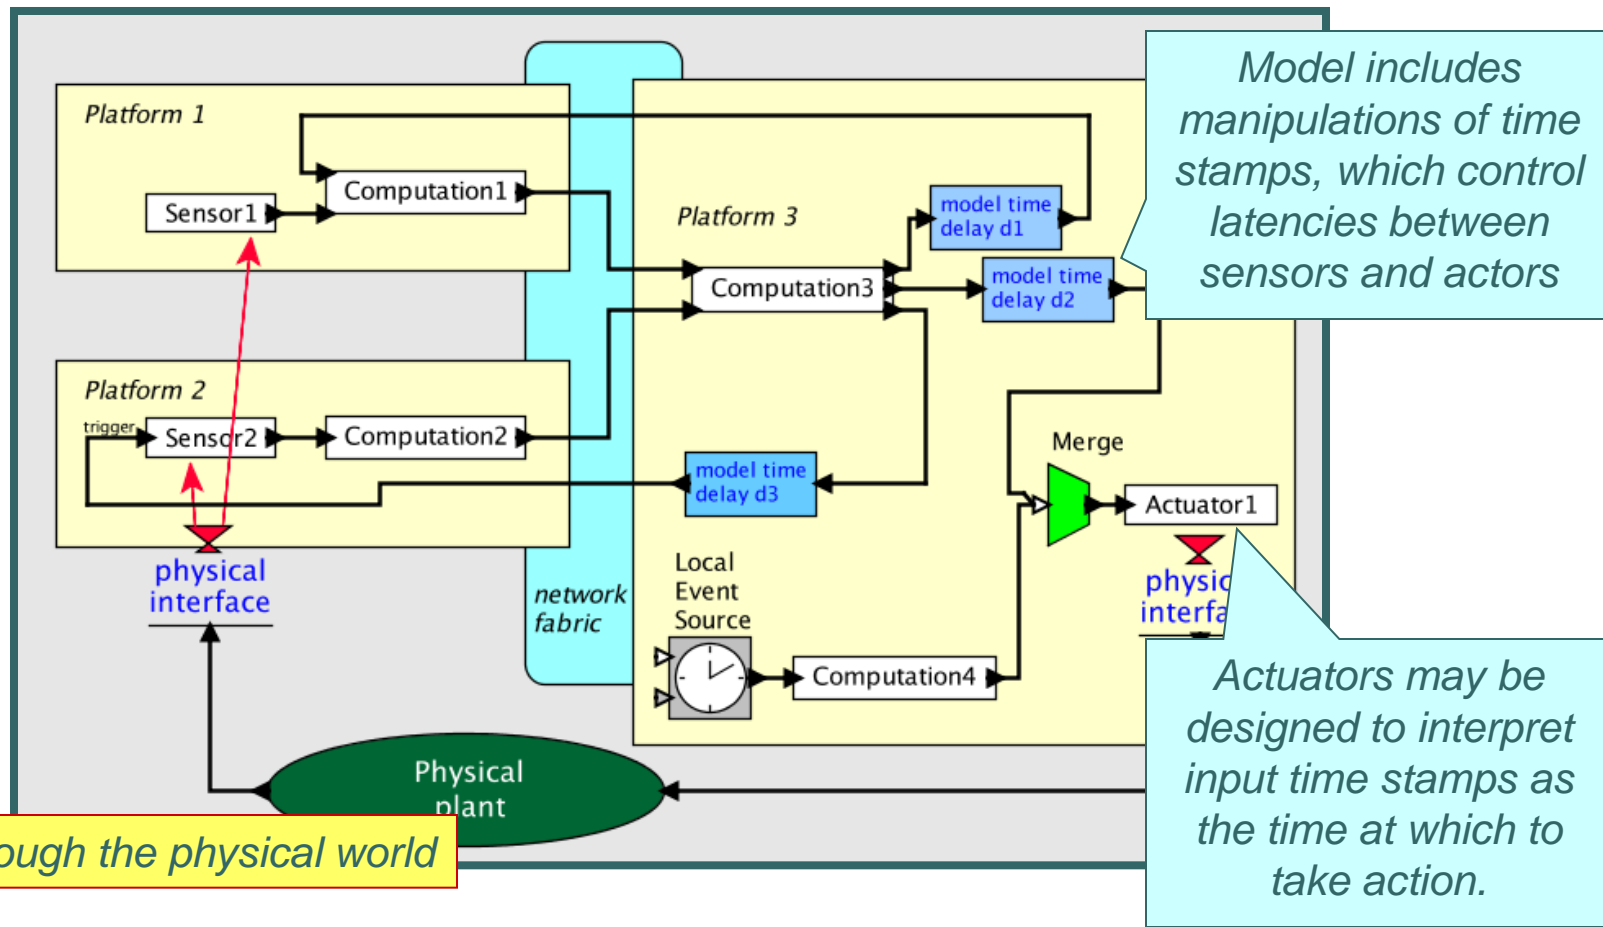 Platform 1
Sensor1
Computation1
Platform 2
trigger
Sensor2
Computation2
physical
interface
network
fabric
Platform 3
Computation3
model time
delay d1
model time
delay d2
model time
delay d3
Merge
Actuator1
Local
Event
Source
Computation4
Physical
plant
the physical world
Model includes
manipulations of time
stamps, which control
latencies between
sensors and actors
Actuators may be
designed to interpret
input time stamps as
the time at which to
take action.